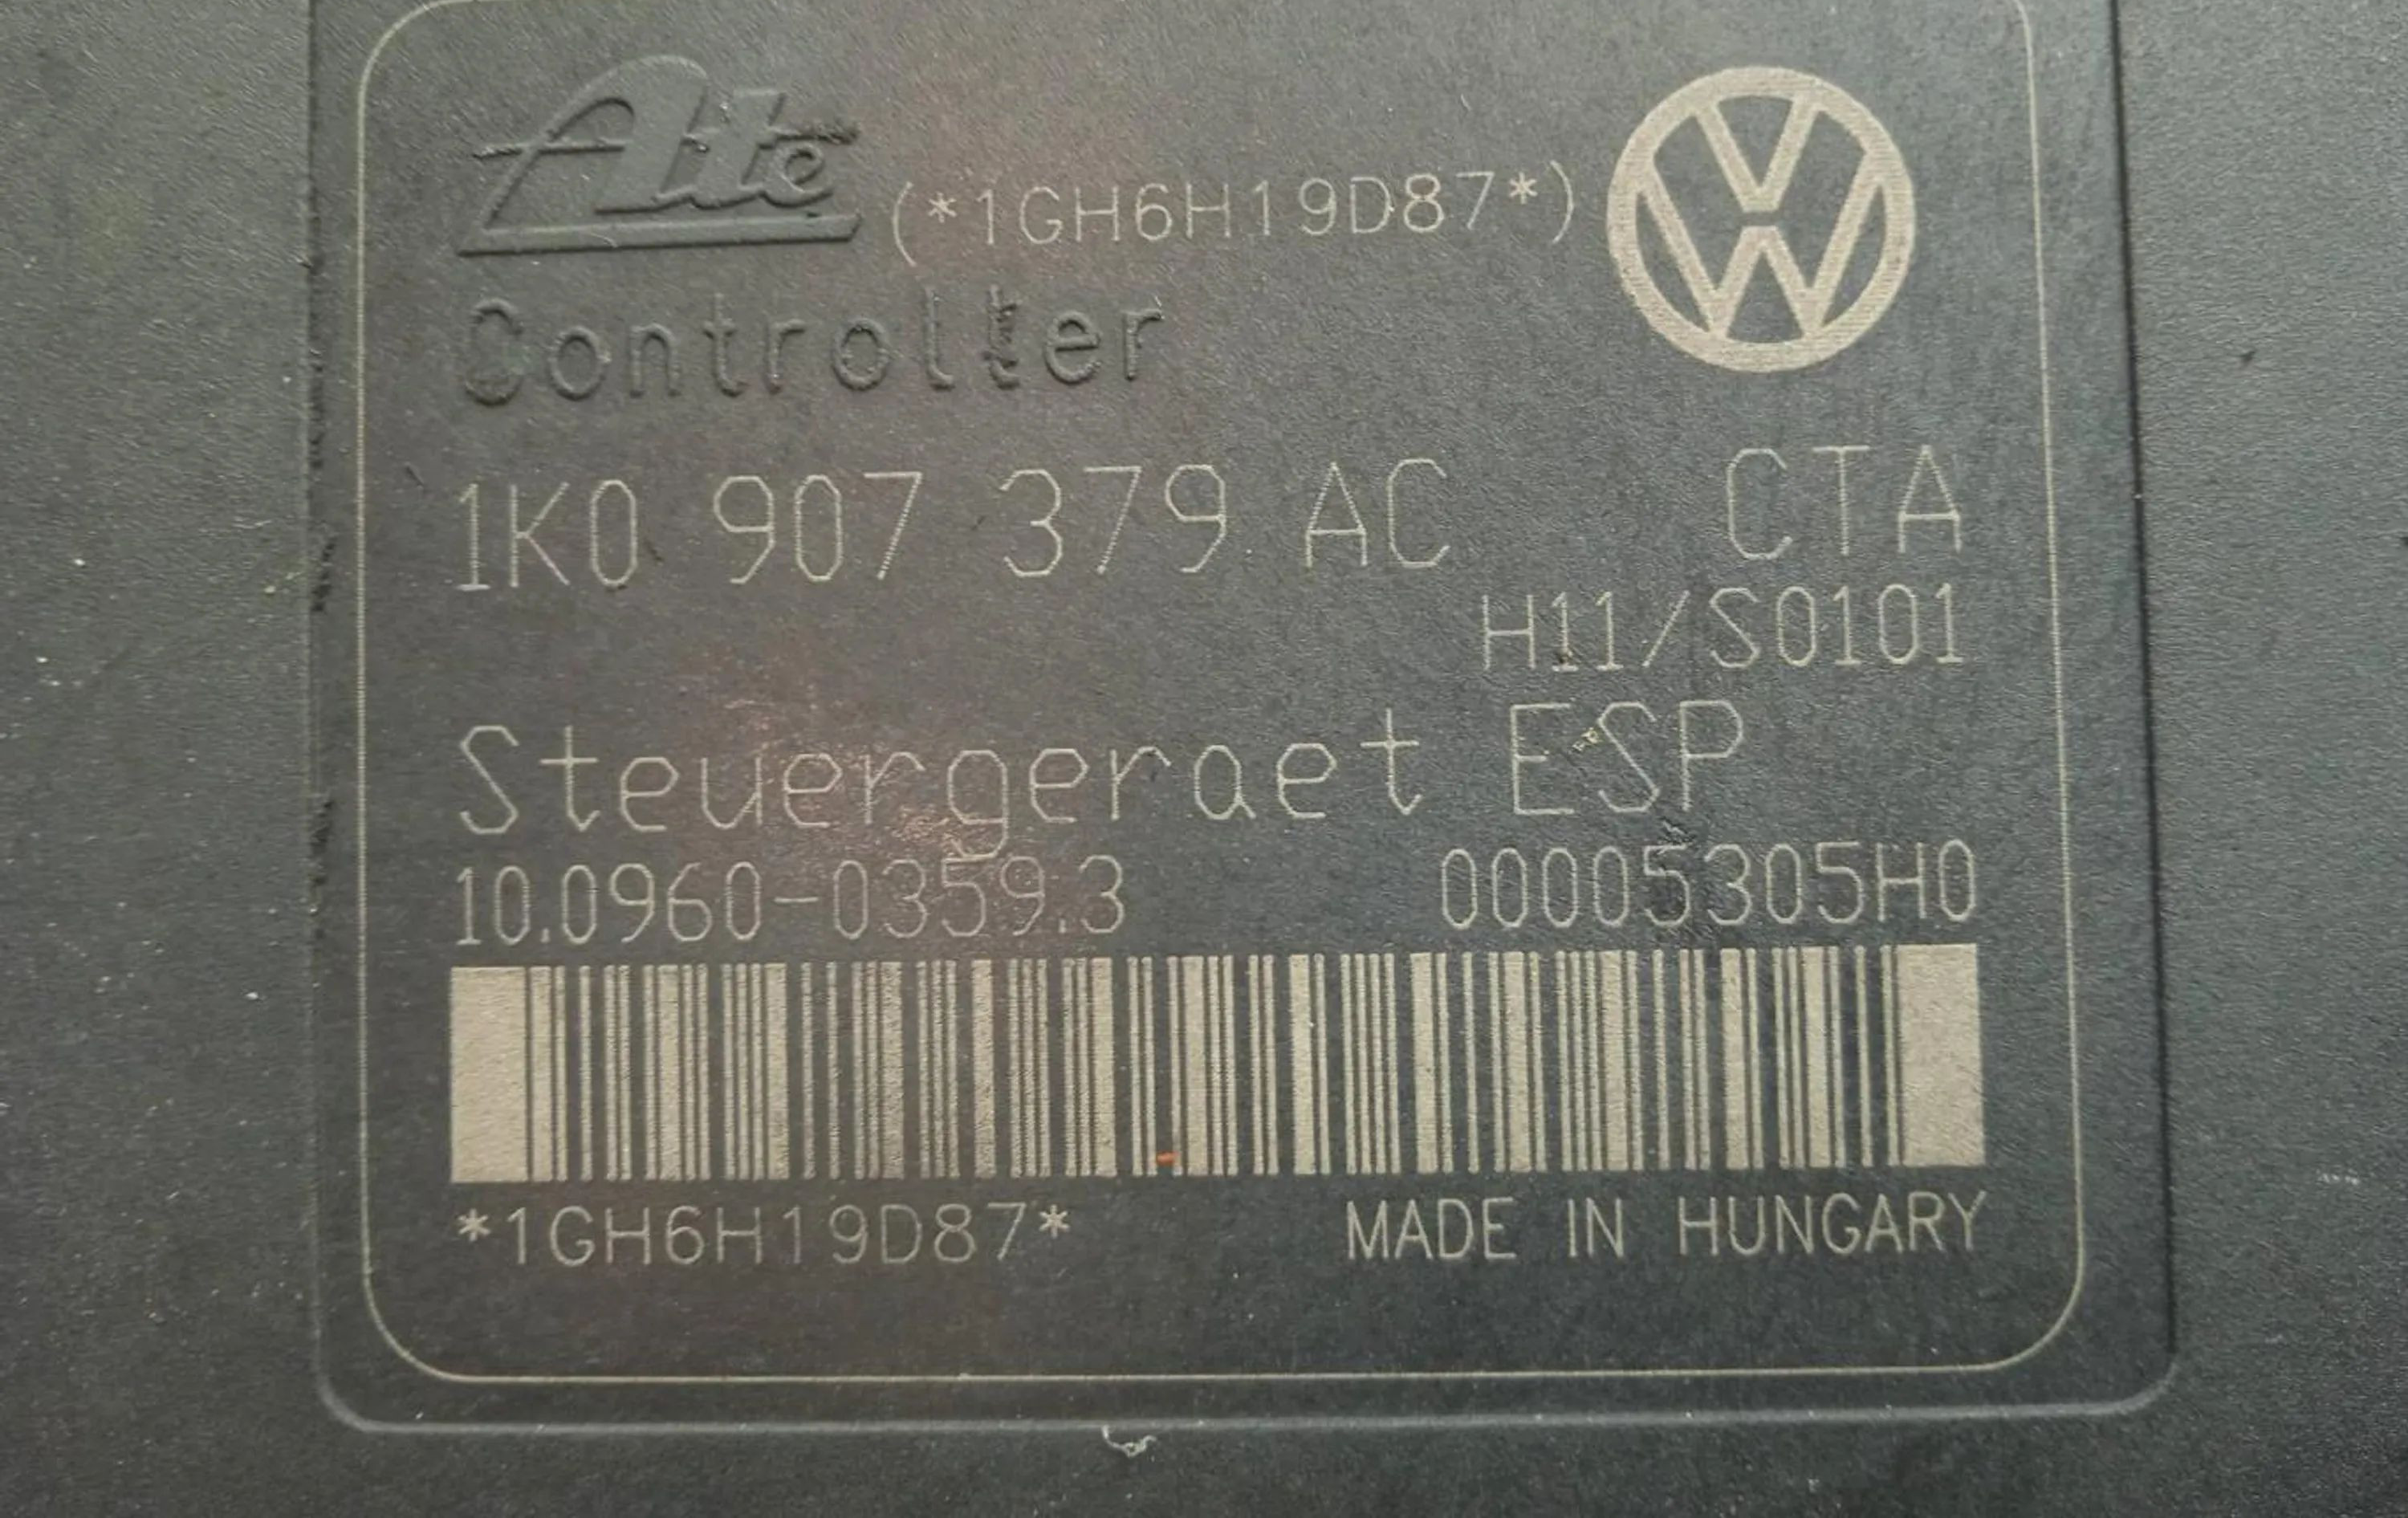 Ate (*1GH6H19D87*)
Controller
1K0 907 379 AC CTA
H11/S0101
Steuergeraet ESP
10.0960-0359.3 00005305H0
*1GH6H19D87* MADE IN HUNGARY